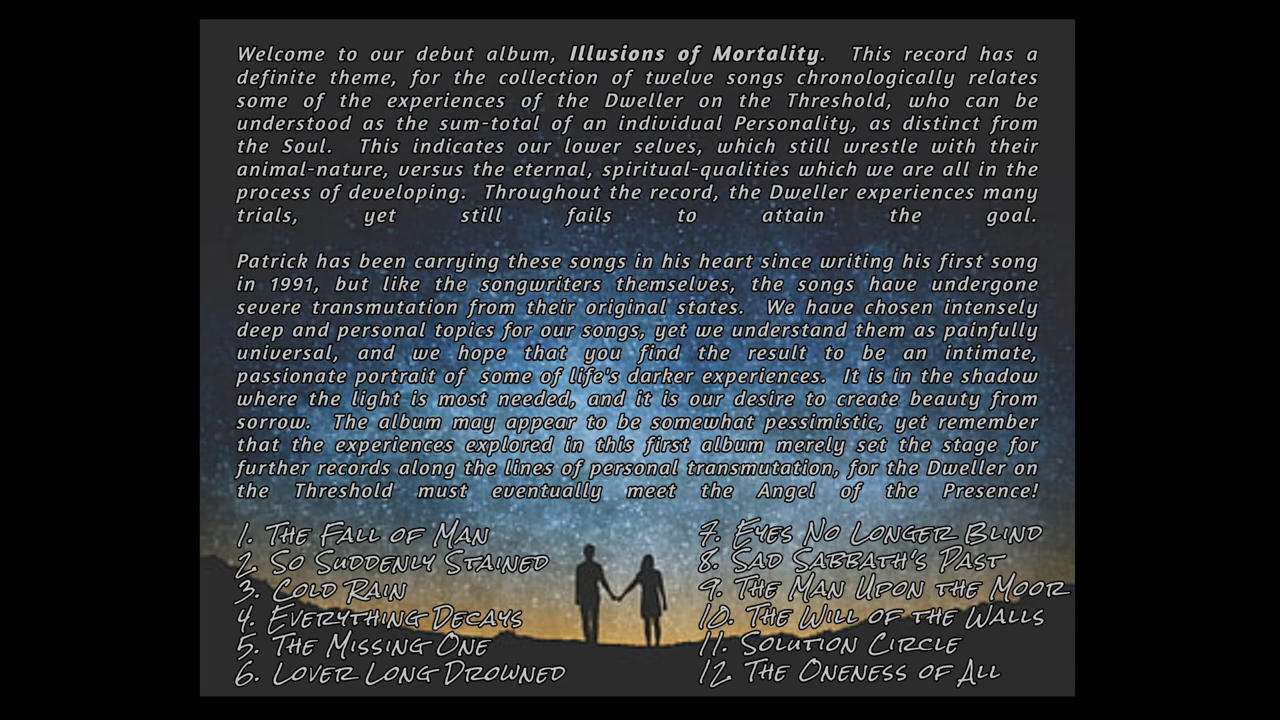 Welcome to our debut album, Illusions of Mortality. This record has a
definite theme, for the collection of twelve songs chronologically relates
some of the experiences of the Dweller on the Threshold, who can be
understood as the sum-total of an individual Personality, as distinct from
the Soul. This indicates our lower selves, which still wrestle with their
animal-nature, versus the eternal, spiritual-qualities which we are all in the
process of developing. Throughout the record, the Dweller experiences many
trials, yet still fails to attain the goal.
Patrick has been carrying these songs in his heart since writing his first song
in 1991, but like the songwriters themselves, the songs have undergone
severe transmutation from their original states. We have chosen intensely
deep and personal topics for our songs, yet we understand them as painfully
universal, and we hope that you find the result to be an intimate,
passionate portrait of some of life's darker experiences. It is in the shadow
where the light is most needed, and it is our desire to create beauty from
sorrow. The album may appear to be somewhat pessimistic, yet remember
that the experiences explored in this first album merely set the stage for
further records along the lines of personal transmutation, for the Dweller on
the Threshold must eventually meet the Angel of the Presence!
1. The Fall of Man
2. So Suddenly Stained
3. Cold Rain
4. Everything Decays
5. The Missing One
6. Lover Long Drowned
7. Eyes No Longer Blind
8. Sad Sabbath's Past
9. The Man Upon the Moor
10. The Will of the Walls
11. Solution Circle
12. The Oneness of All